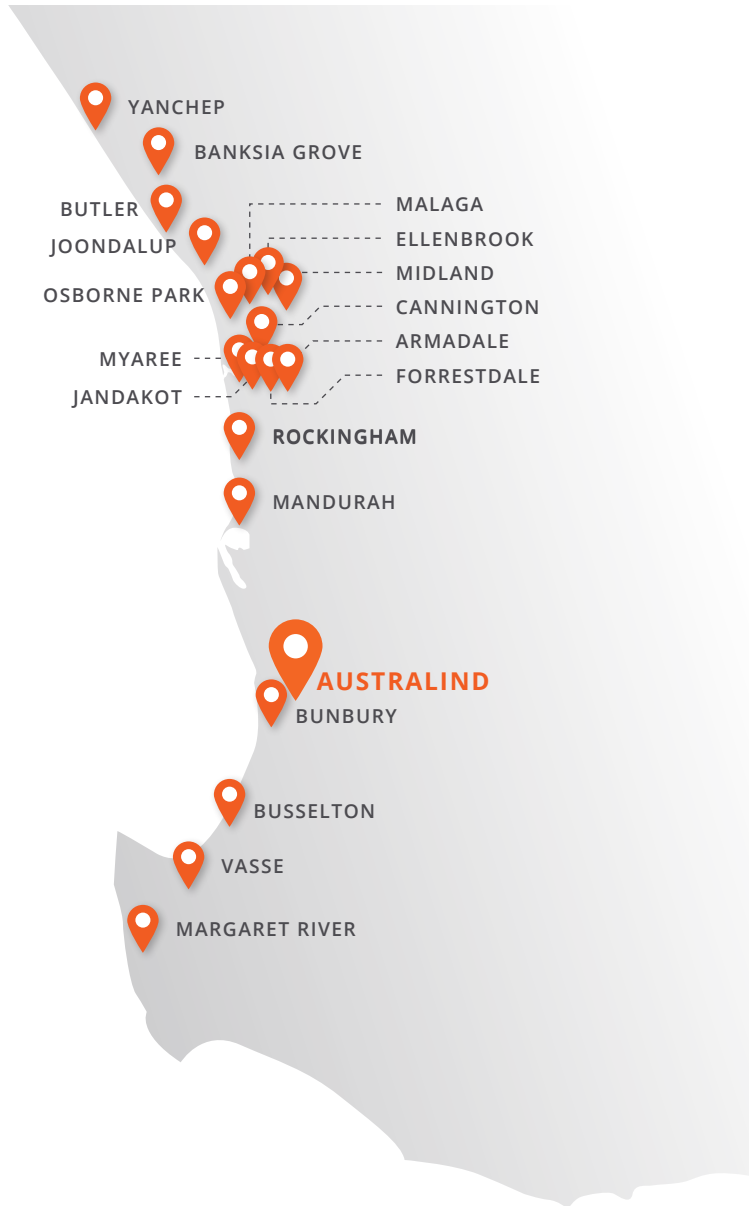 YANCHEP
BANKSIA GROVE
BUTLER
MALAGA
JOONDALUP
ELLENBROOK
MIDLAND
OSBORNE PARK
CANNINGTON
ARMADALE
MYAREE
FORRESTDALE
JANDAKOT
ROCKINGHAM
MANDURAH
AUSTRALIND
BUNBURY
BUSSELTON
VASSE
MARGARET RIVER